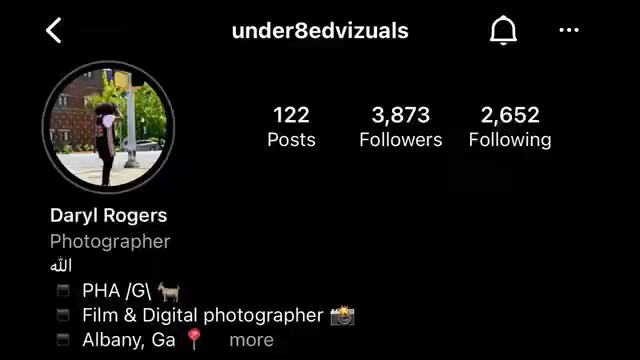 under8edvizuals
122 3,873 2,652
Posts Followers Following
Daryl Rogers
Photographer
الله
PHA /G\ 🐐
Film & Digital photographer 📸
Albany, Ga 📍 more